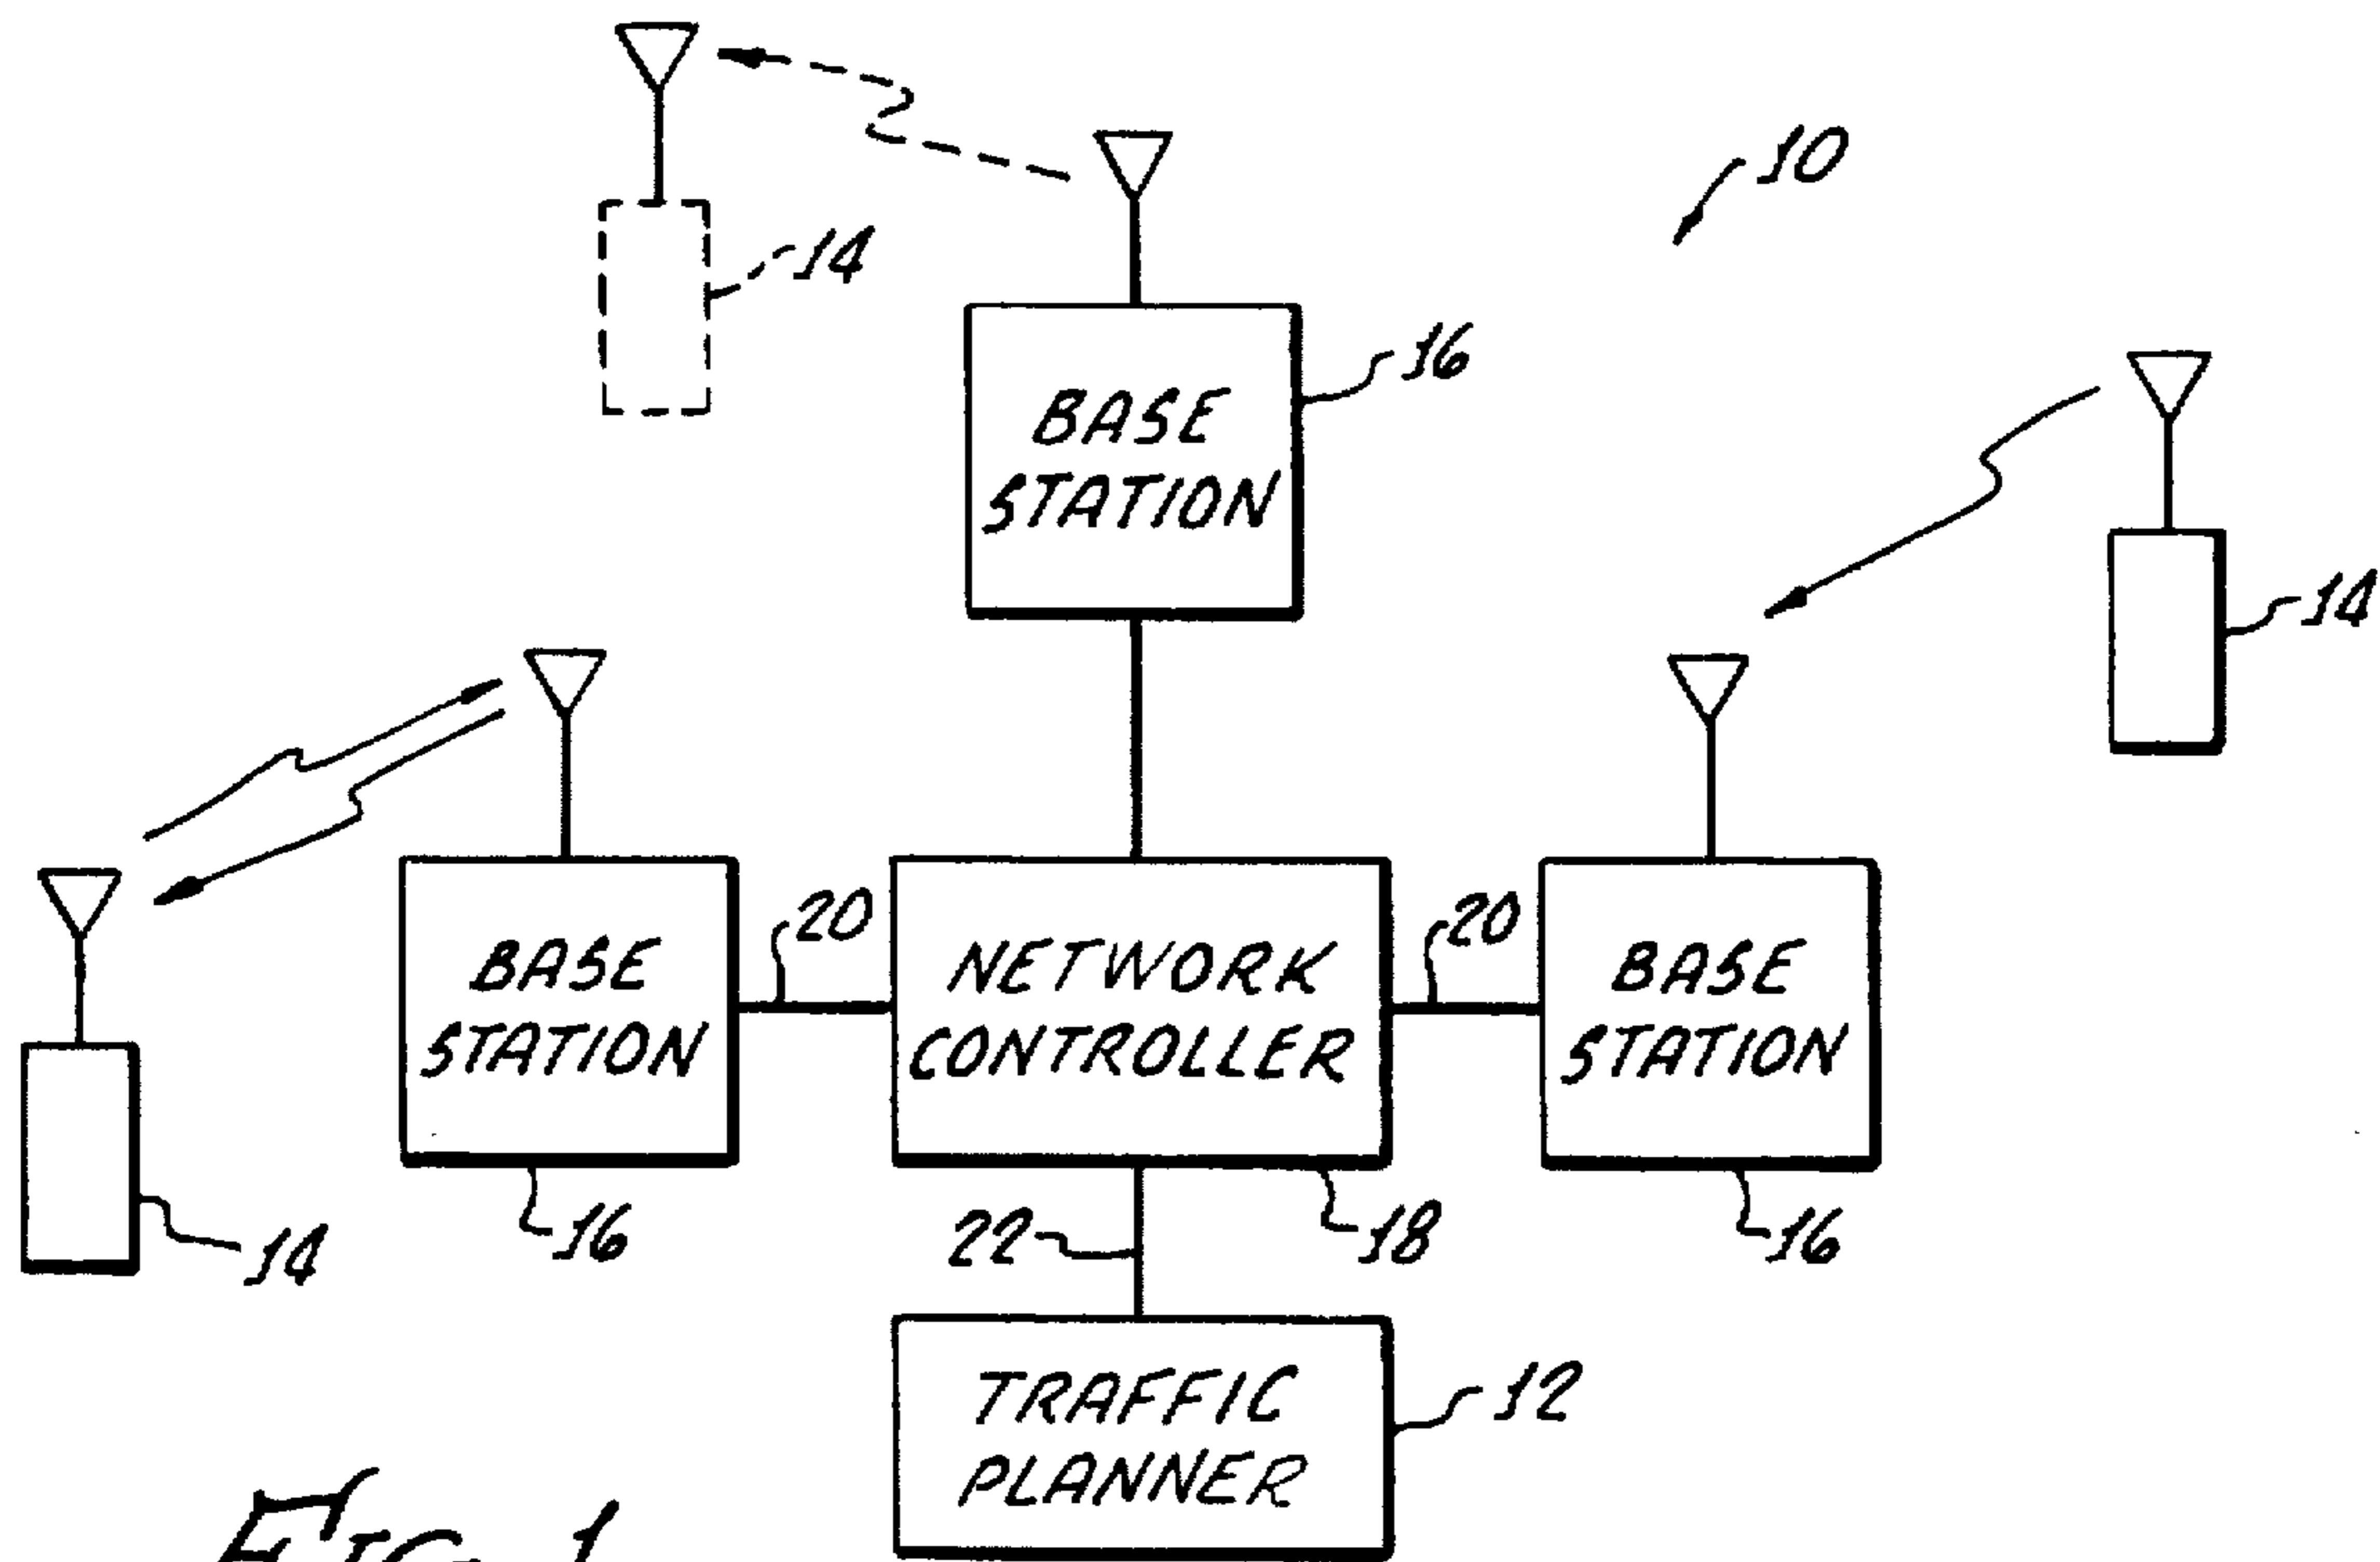 10
14
16
BASE
STATION
14
20
20
BASE
STATION
NETWORK
CONTROLLER
BASE
STATION
14
16
22
18
16
TRAFFIC
PLANNER
12
FIG. 1